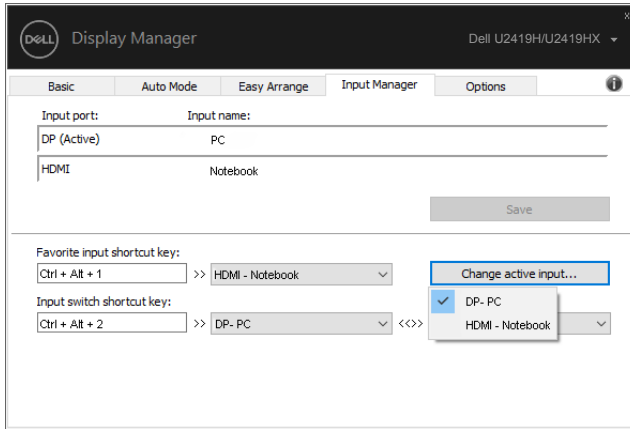 x
DELL Display Manager Dell U2419H/U2419HX
Basic Auto Mode Easy Arrange Input Manager Options
Input port: Input name:
DP (Active) PC
HDMI Notebook
Save
Favorite input shortcut key:
Ctrl + Alt + 1 >> HDMI - Notebook Change active input...
Input switch shortcut key:
DP- PC
Ctrl + Alt + 2 >> DP- PC <<>> HDMI - Notebook